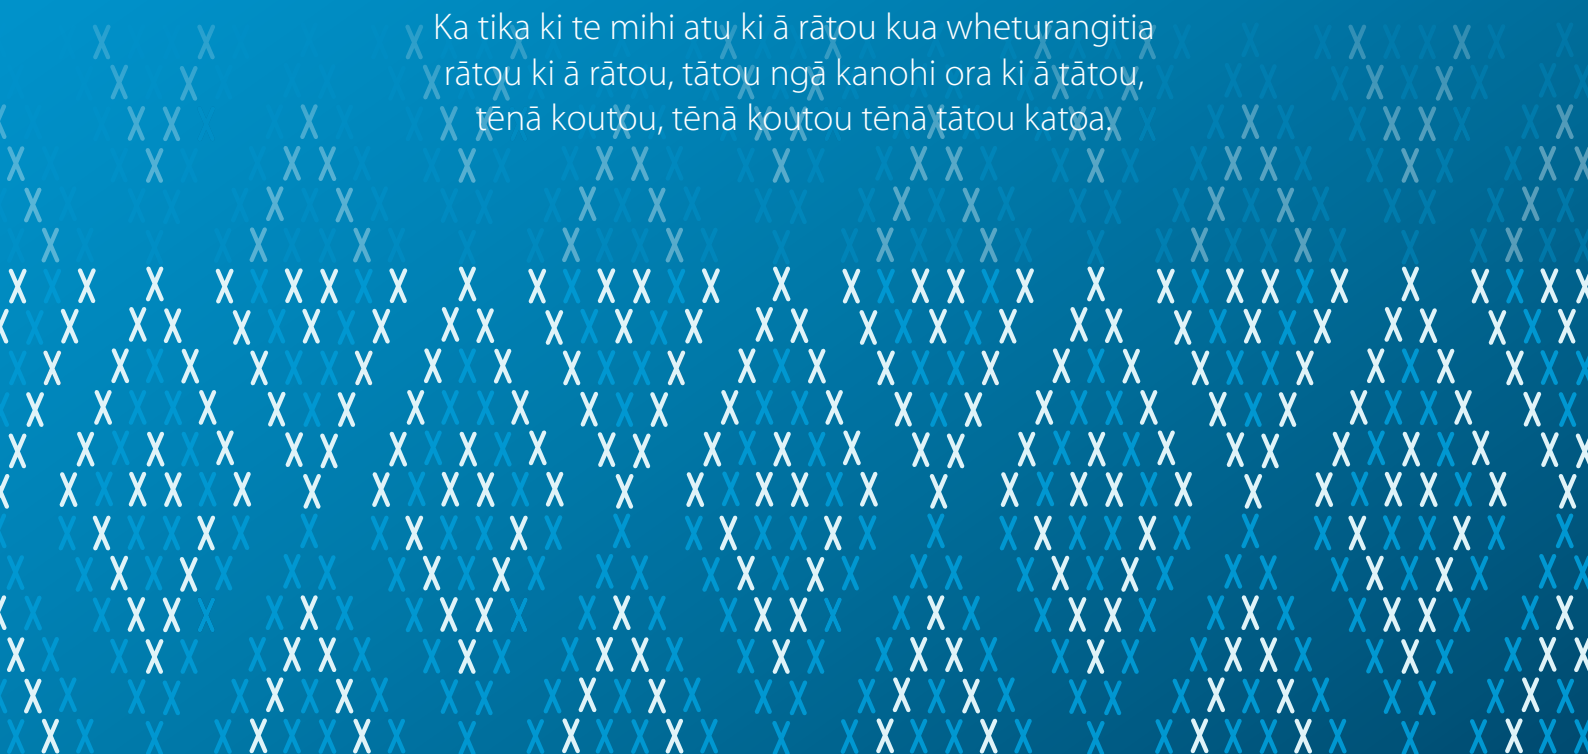 Ka tika ki te mihi atu ki ā rātou kua wheturangitia
rātou ki ā rātou, tātou ngā kanohi ora ki ā tātou,
tēnā koutou, tēnā koutou tēnā tātou katoa.